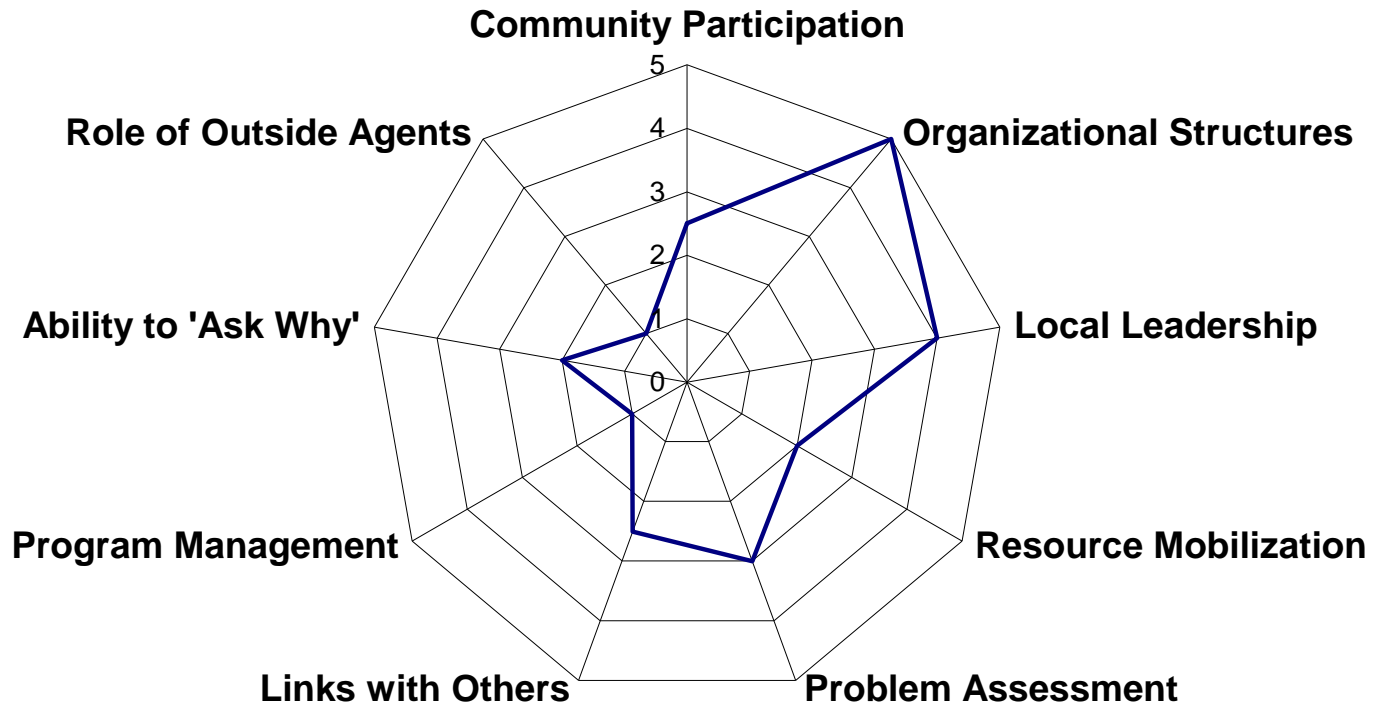 Community Participation
5
Role of Outside Agents
4
Organizational Structures
3
2
Ability to 'Ask Why'
1
Local Leadership
0
Program Management
Resource Mobilization
Links with Others
Problem Assessment